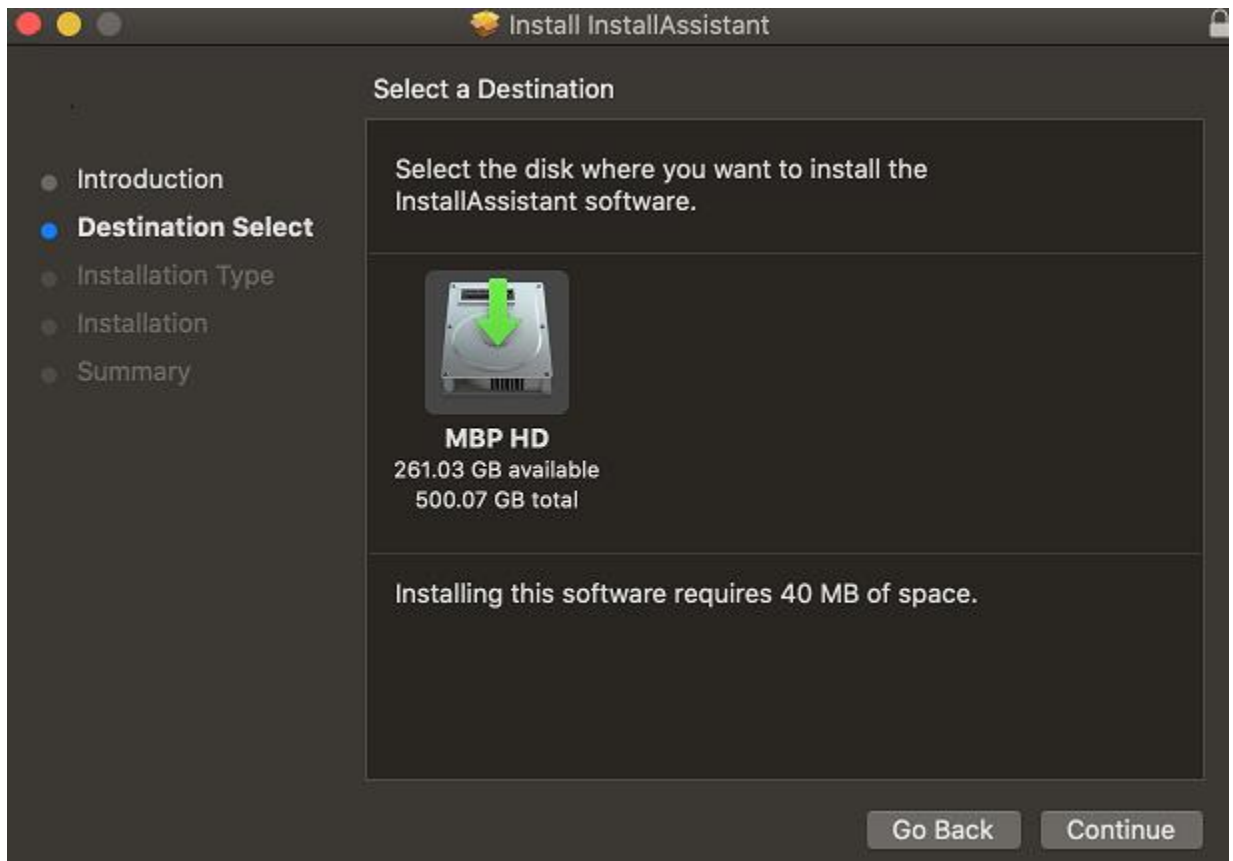 Install InstallAssistant
Select a Destination
Introduction
Destination Select
Installation Type
Installation
Summary
Select the disk where you want to install the
InstallAssistant software.
MBP HD
261.03 GB available
500.07 GB total
Installing this software requires 40 MB of space.
Go Back
Continue